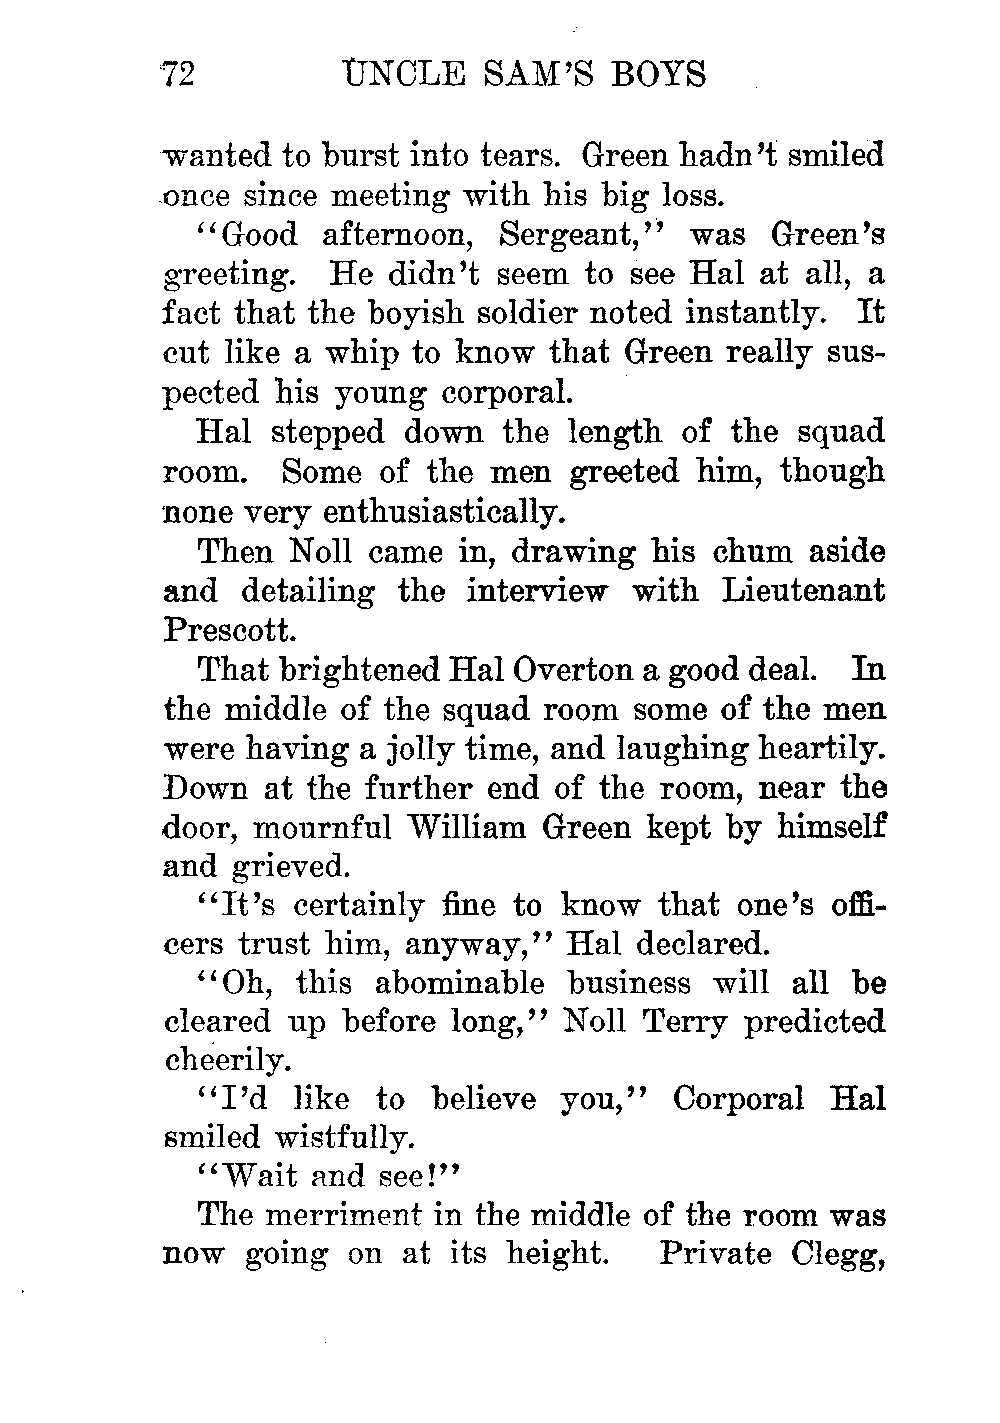 72 UNCLE SAM'S BOYS
wanted to burst into tears. Green hadn't smiled
once since meeting with his big loss.
"Good afternoon, Sergeant," was Green's
greeting. He didn't seem to see Hal at all, a
fact that the boyish soldier noted instantly. It
cut like a whip to know that Green really sus-
pected his young corporal.
Hal stepped down the length of the squad
room. Some of the men greeted him, though
none very enthusiastically.
Then Noll came in, drawing his chum aside
and detailing the interview with Lieutenant
Prescott.
That brightened Hal Overton a good deal. In
the middle of the squad room some of the men
were having a jolly time, and laughing heartily.
Down at the further end of the room, near the
door, mournful William Green kept by himself
and grieved.
"It's certainly fine to know that one's offi-
cers trust him, anyway," Hal declared.
"Oh, this abominable business will all be
cleared up before long," Noll Terry predicted
cheerily.
"I'd like to believe you," Corporal Hal
smiled wistfully.
"Wait and see!"
The merriment in the middle of the room was
now going on at its height. Private Clegg,